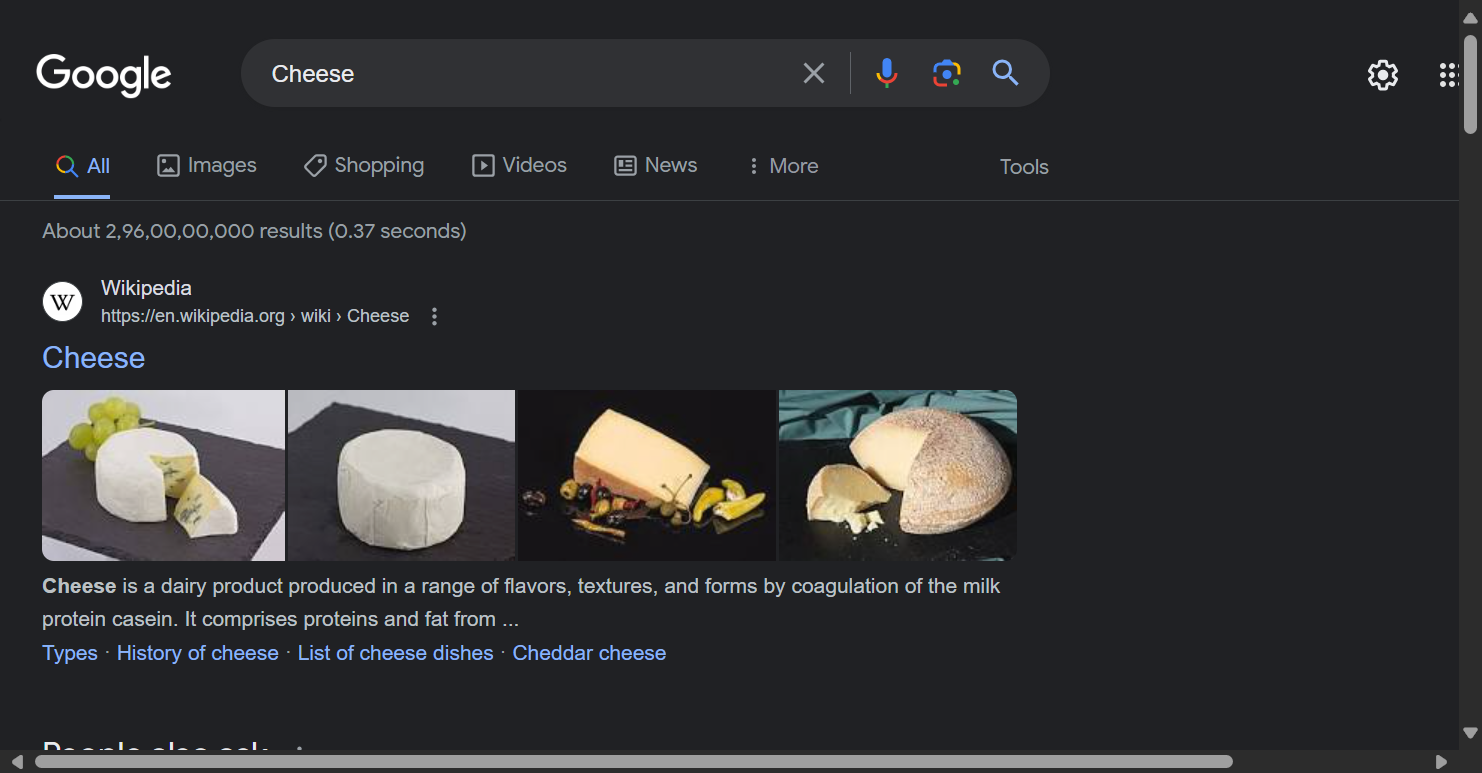 Google
Cheese
All
Images
Shopping
Videos
News
More
Tools
About 2,96,00,00,000 results (0.37 seconds)
W
Wikipedia
https://en.wikipedia.org › wiki › Cheese
Cheese
Cheese is a dairy product produced in a range of flavors, textures, and forms by coagulation of the milk
protein casein. It comprises proteins and fat from ...
Types · History of cheese · List of cheese dishes · Cheddar cheese
People also ask